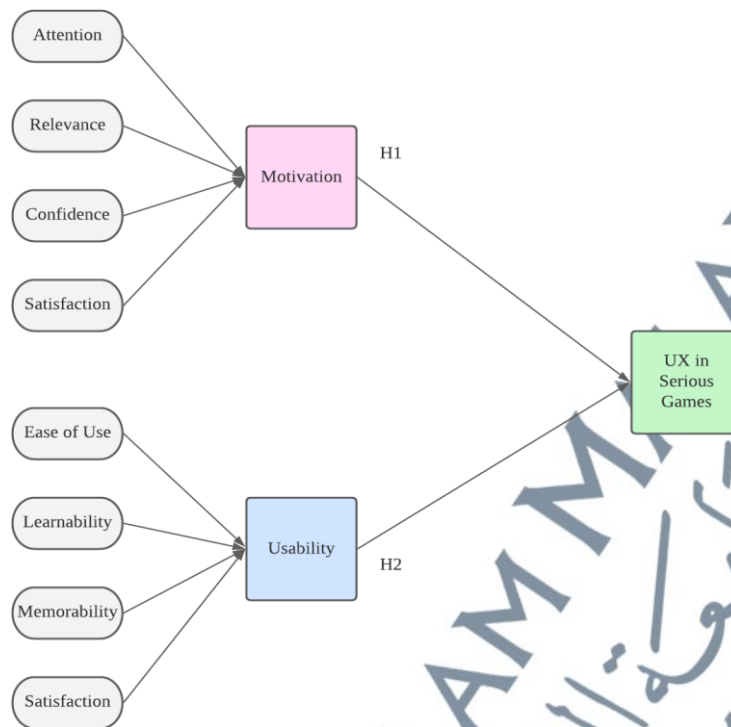 Attention
Relevance
Confidence
Satisfaction
Motivation
H1
UX in
Serious
Games
Ease of Use
Learnability
Memorability
Satisfaction
Usability
H2